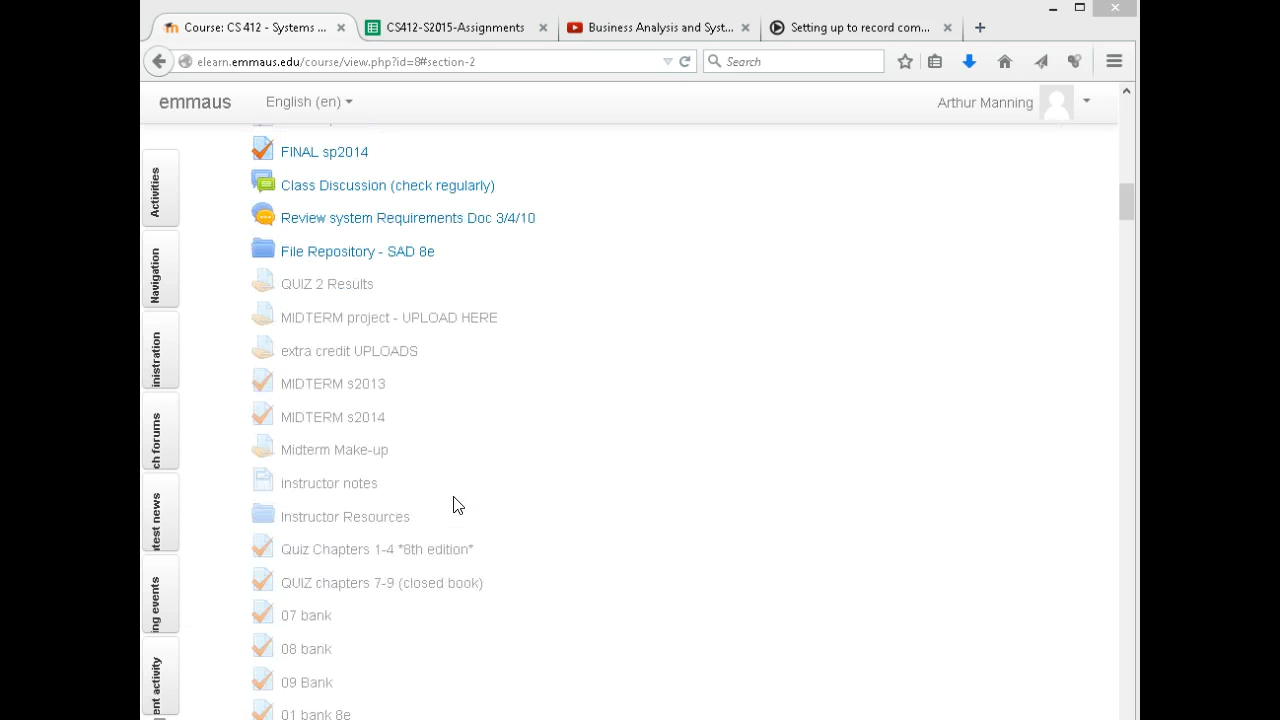 Course: CS 412 - Systems ...
CS412-S2015-Assignments
Business Analysis and Syst...
Setting up to record com...
elearn.emmaus.edu/course/view.php?id=8#section-2
Search
emmaus
English (en)
Arthur Manning
FINAL sp2014
Class Discussion (check regularly)
Review system Requirements Doc 3/4/10
File Repository - SAD 8e
QUIZ 2 Results
MIDTERM project - UPLOAD HERE
extra credit UPLOADS
MIDTERM s2013
MIDTERM s2014
Midterm Make-up
instructor notes
Instructor Resources
Quiz Chapters 1-4 *8th edition*
QUIZ chapters 7-9 (closed book)
07 bank
08 bank
09 Bank
01 bank 8e
Activities
Navigation
inistration
ch forums
test news
ing events
ent activity